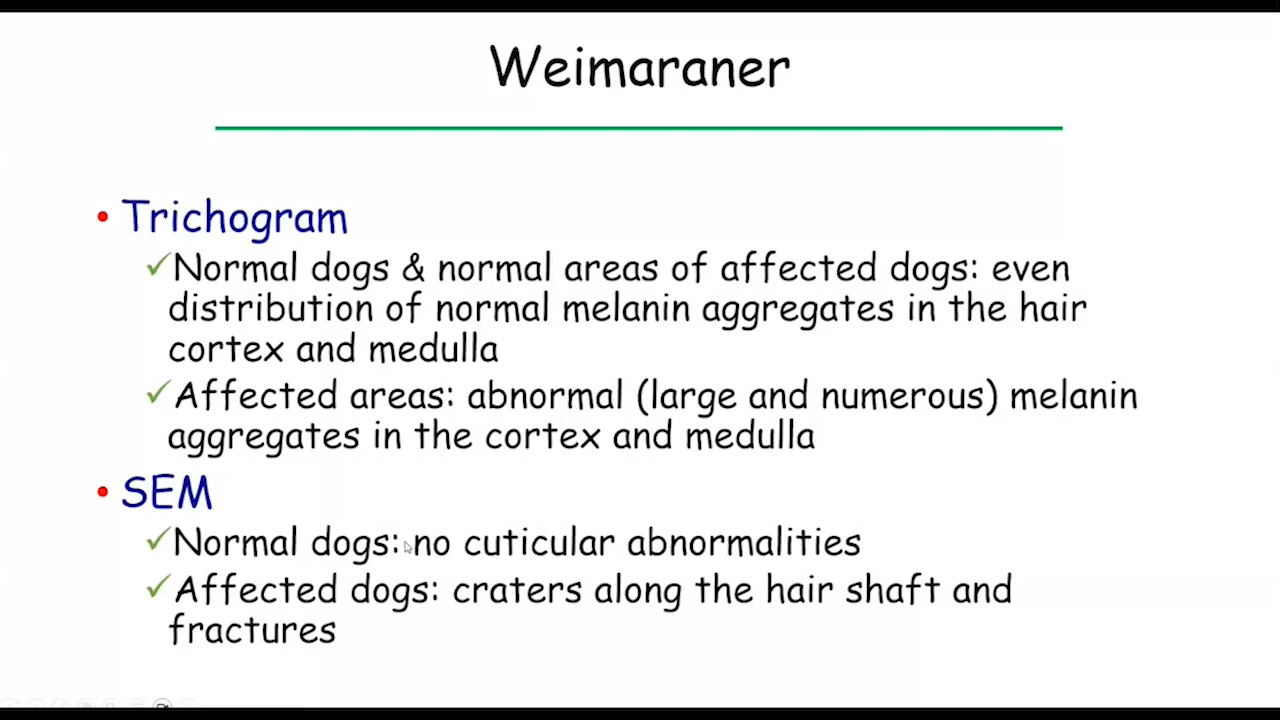 Weimaraner
• Trichogram
✓Normal dogs & normal areas of affected dogs: even
distribution of normal melanin aggregates in the hair
cortex and medulla
✓Affected areas: abnormal (large and numerous) melanin
aggregates in the cortex and medulla
• SEM
✓Normal dogs: no cuticular abnormalities
✓Affected dogs: craters along the hair shaft and
fractures